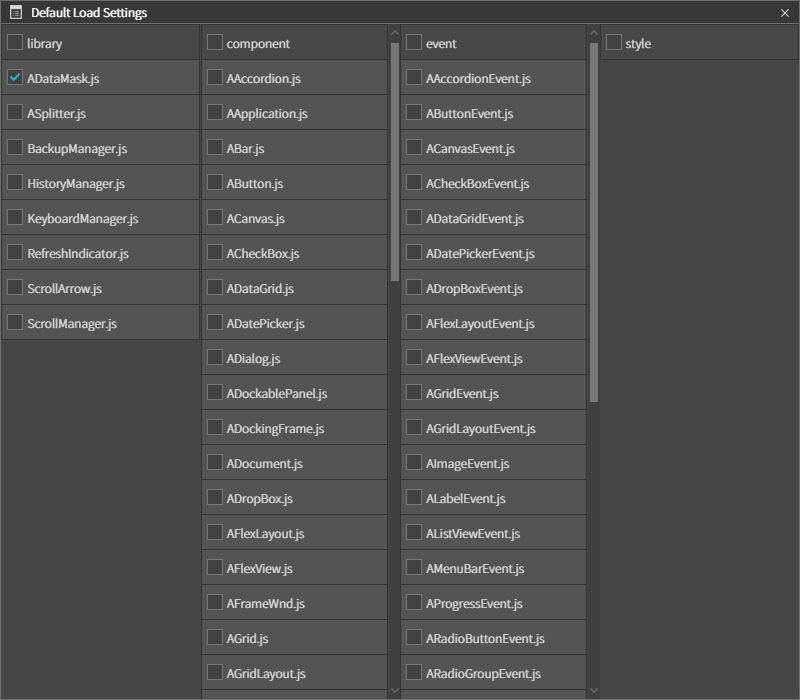 Default Load Settings
library
ADataMask.js
ASplitter.js
BackupManager.js
HistoryManager.js
KeyboardManager.js
RefreshIndicator.js
ScrollArrow.js
ScrollManager.js
component
AAccordion.js
AApplication.js
ABar.js
AButton.js
ACanvas.js
ACheckBox.js
ADataGrid.js
ADatePicker.js
ADialog.js
ADockablePanel.js
ADockingFrame.js
ADocument.js
ADropBox.js
AFlexLayout.js
AFlexView.js
AFrameWnd.js
AGrid.js
AGridLayout.js
event
AAccordionEvent.js
AButtonEvent.js
ACanvasEvent.js
ACheckBoxEvent.js
ADataGridEvent.js
ADatePickerEvent.js
ADropBoxEvent.js
AFlexLayoutEvent.js
AFlexViewEvent.js
AGridEvent.js
AGridLayoutEvent.js
AImageEvent.js
ALabelEvent.js
AListViewEvent.js
AMenuBarEvent.js
AProgressEvent.js
ARadioButtonEvent.js
ARadioGroupEvent.js
style